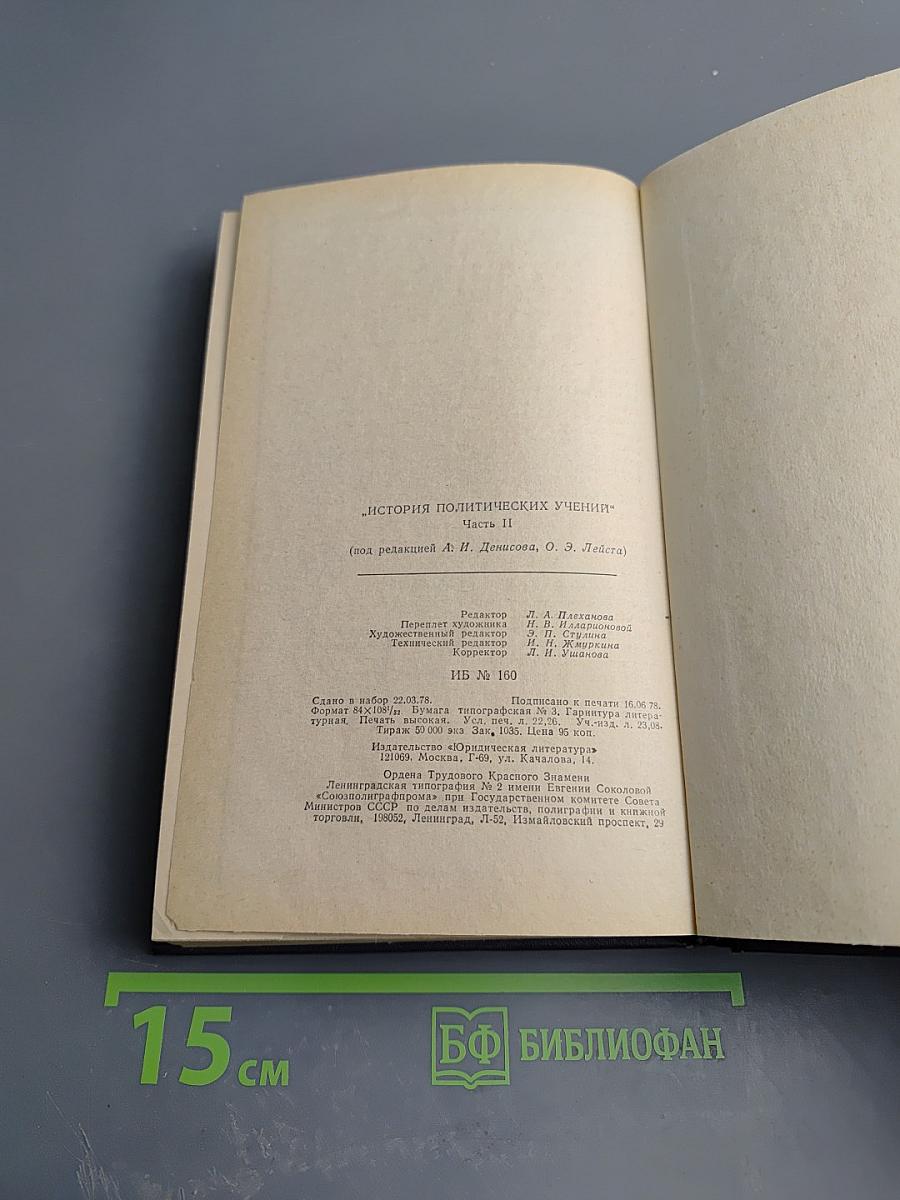 „ИСТОРИЯ ПОЛИТИЧЕСКИХ УЧЕНИЙ“
Часть II
(под редакцией А. И. Денисова, О. Э. Лейста)
Редактор Л. А. Плеханова
Переплет художника Н. В. Илларионовой
Художественный редактор Э. П. Стулина
Технический редактор И. Н. Жмуркина
Корректор Л. И. Ушанова
ИБ № 160
Сдано в набор 22.03.78. Подписано к печати 16.06 78.
Формат 84×108¹/₃₂ Бумага типографская № 3. Гарнитура литера-
турная. Печать высокая. Усл. печ. л. 22,26. Уч.-изд. л. 23,08.
Тираж 50 000 экз Зак. 1035. Цена 95 коп.
Издательство «Юридическая литература»
121069. Москва, Г-69, ул. Качалова, 14.
Ордена Трудового Красного Знамени
Ленинградская типография № 2 имени Евгении Соколовой
«Союзполиграфпрома» при Государственном комитете Совета
Министров СССР по делам издательств, полиграфии и книжной
торговли, 198052, Ленинград, Л-52, Измайловский проспект, 29
15 см
БФ БИБЛИОФАН